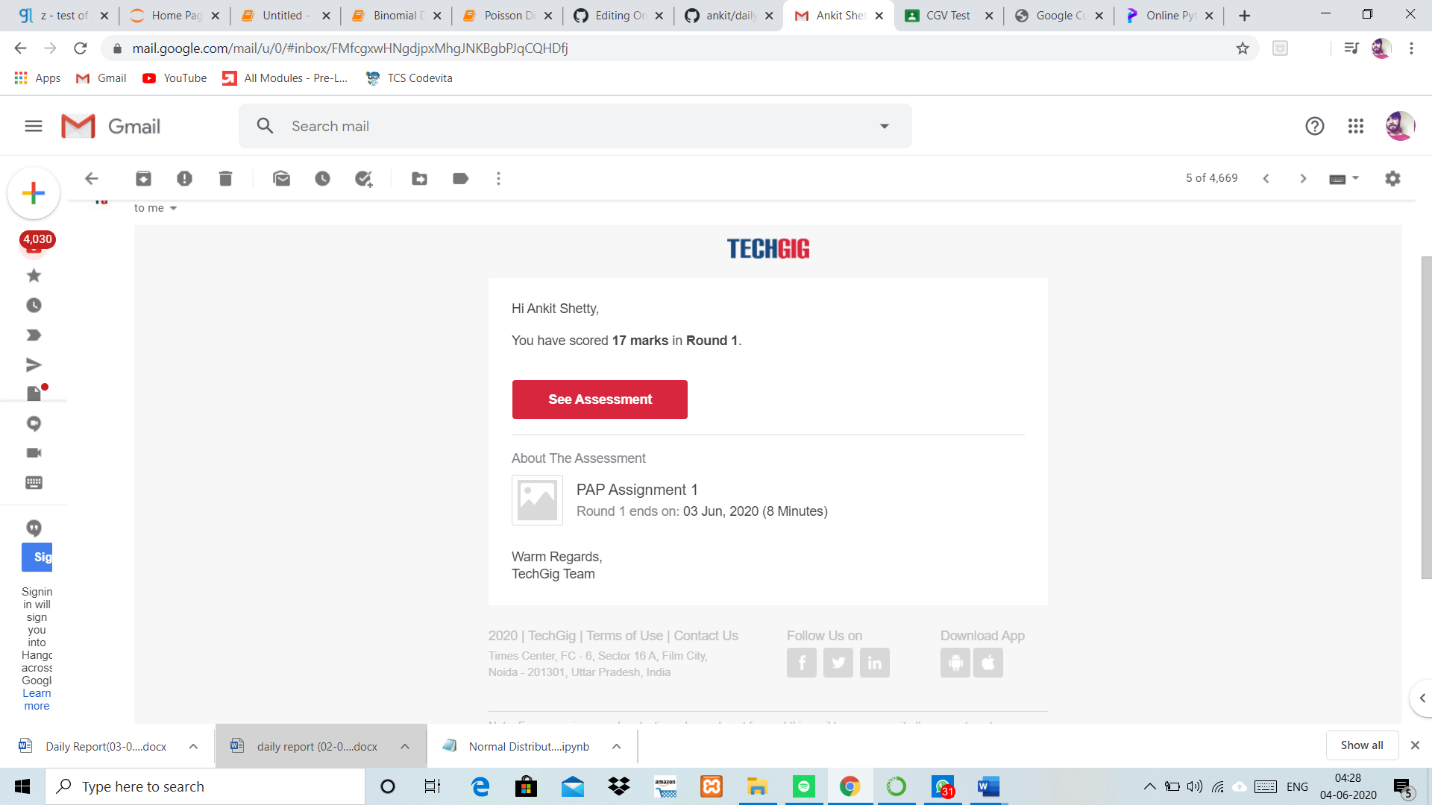 z - test of
Home Pag
Untitled -
Binomial D
Poisson Di
Editing On
ankit/daily
Ankit Shet
CGV Test
Google Co
Online Pyt
mail.google.com/mail/u/0/#inbox/FMfcgxwHNgdjpxMhgJNKBgbPJqCQHDfj
Apps
Gmail
YouTube
All Modules - Pre-L...
TCS Codevita
Gmail
Search mail
5 of 4,669
to me
4,030
TECHGIG
Hi Ankit Shetty,
You have scored 17 marks in Round 1.
See Assessment
About The Assessment
PAP Assignment 1
Round 1 ends on: 03 Jun, 2020 (8 Minutes)
Warm Regards,
TechGig Team
Sig
Signin
in will
sign
you
into
Hango
across
Googl
Learn
more
2020 | TechGig | Terms of Use | Contact Us
Times Center, FC - 6, Sector 16 A, Film City,
Noida - 201301, Uttar Pradesh, India
Follow Us on
Download App
Daily Report(03-0....docx
daily report (02-0....docx
Normal Distribut....ipynb
Show all
Type here to search
amazon
31
ENG
04:28
04-06-2020
5